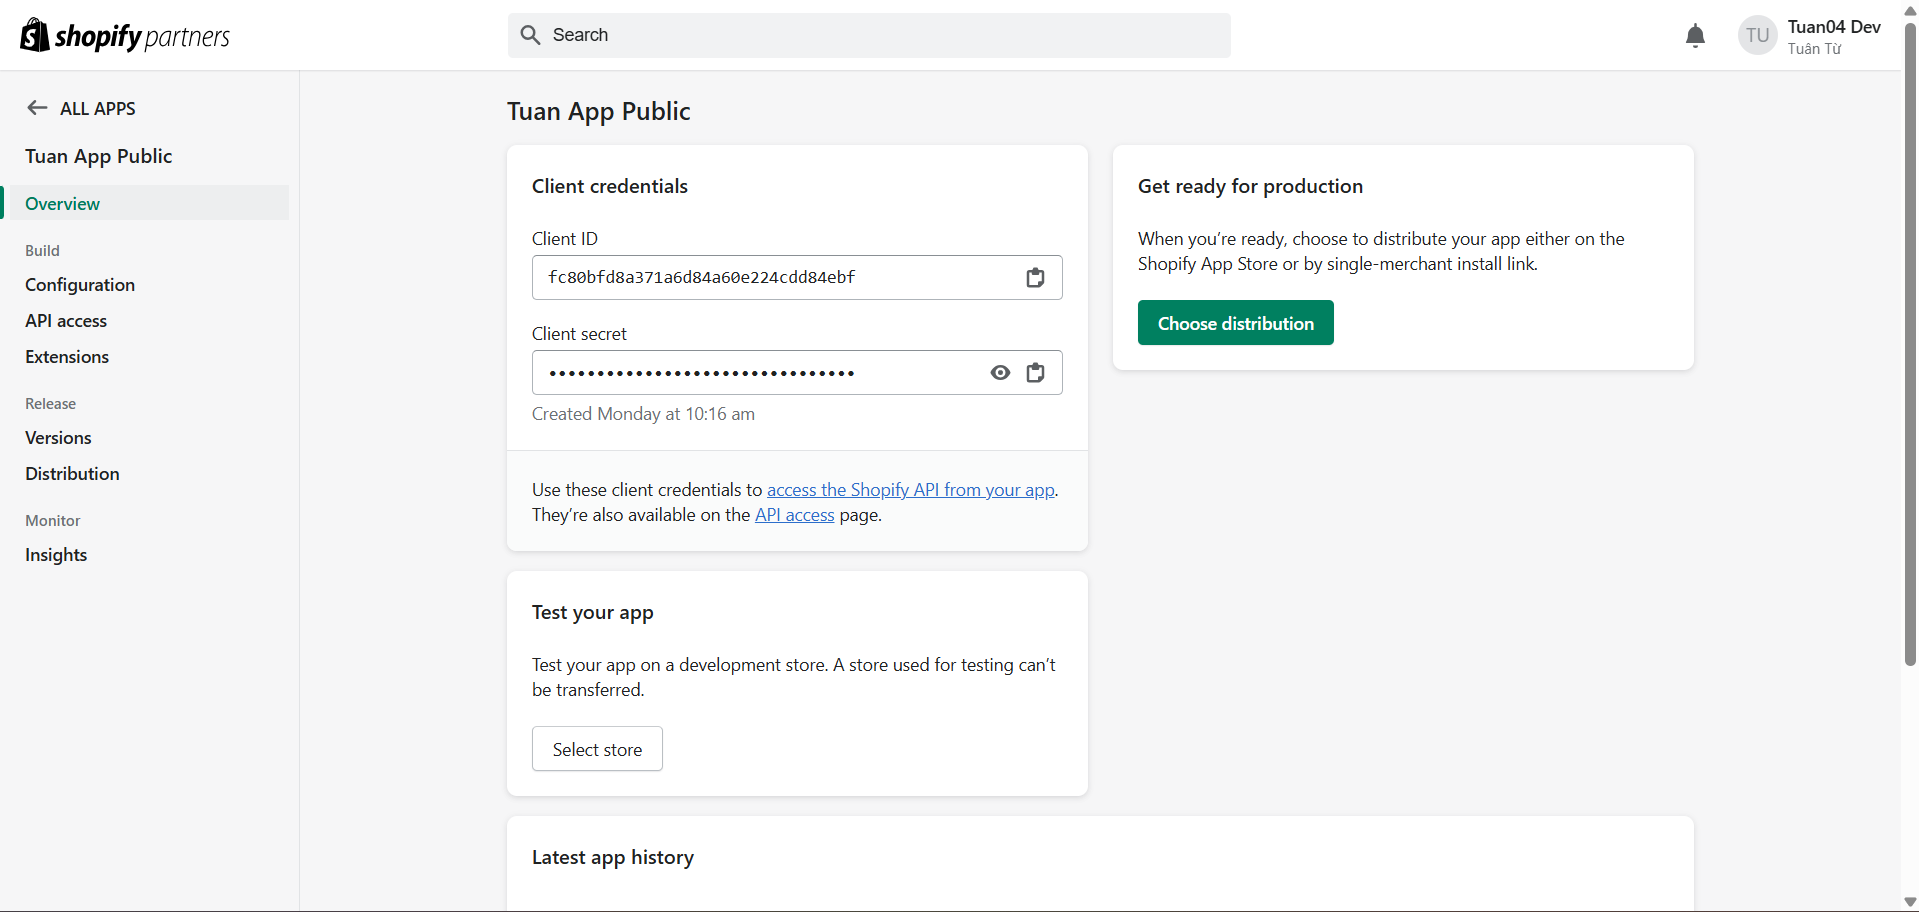 shopify partners
Search
TU
Tuan04 Dev
Tuân Từ
ALL APPS
Tuan App Public
Overview
Build
Configuration
API access
Extensions
Release
Versions
Distribution
Monitor
Insights
Tuan App Public
Client credentials
Client ID
fc80bfd8a371a6d84a60e224cdd84ebf
Client secret
••••••••••••••••••••••••••••••••
Created Monday at 10:16 am
Use these client credentials to access the Shopify API from your app.
They’re also available on the API access page.
Get ready for production
When you’re ready, choose to distribute your app either on the
Shopify App Store or by single-merchant install link.
Choose distribution
Test your app
Test your app on a development store. A store used for testing can’t
be transferred.
Select store
Latest app history